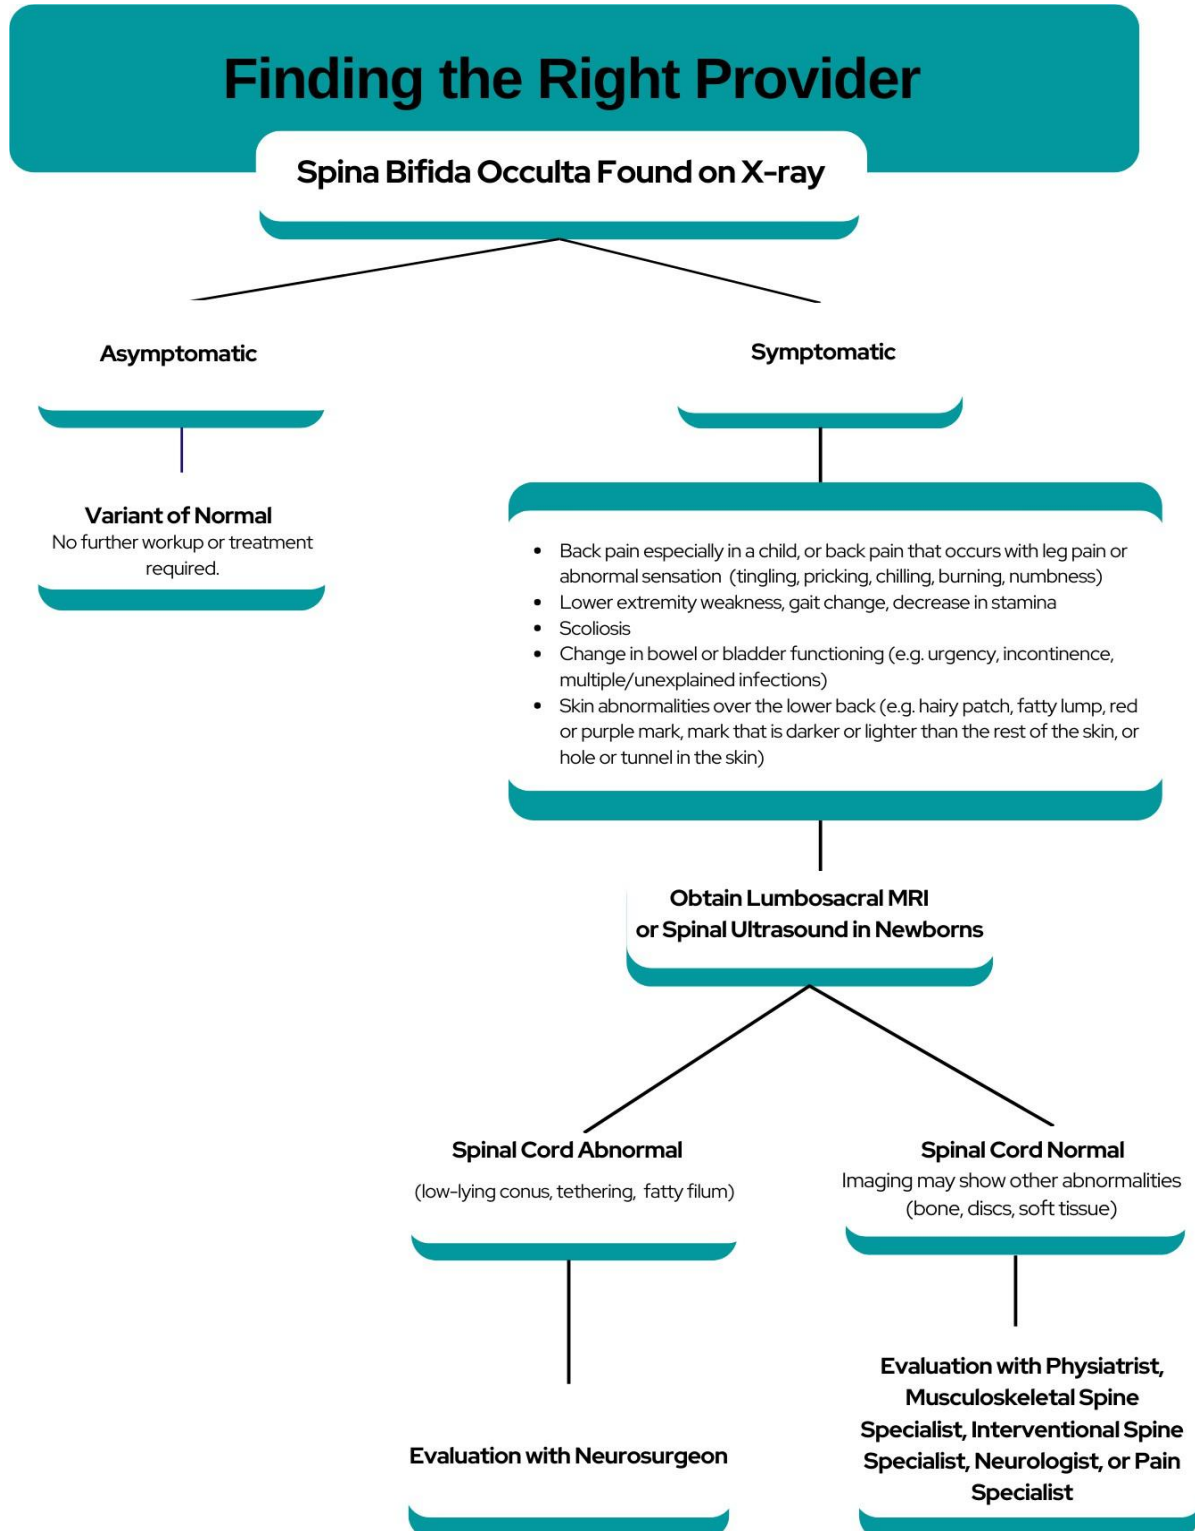 Finding the Right Provider
Spina Bifida Occulta Found on X-ray
Asymptomatic
Symptomatic
Variant of Normal
No further workup or treatment
required.
• Back pain especially in a child, or back pain that occurs with leg pain or
abnormal sensation (tingling, pricking, chilling, burning, numbness)
• Lower extremity weakness, gait change, decrease in stamina
• Scoliosis
• Change in bowel or bladder functioning (e.g. urgency, incontinence,
multiple/unexplained infections)
• Skin abnormalities over the lower back (e.g. hairy patch, fatty lump, red
or purple mark, mark that is darker or lighter than the rest of the skin, or
hole or tunnel in the skin)
Obtain Lumbosacral MRI
or Spinal Ultrasound in Newborns
Spinal Cord Abnormal
(low-lying conus, tethering, fatty filum)
Spinal Cord Normal
Imaging may show other abnormalities
(bone, discs, soft tissue)
Evaluation with Neurosurgeon
Evaluation with Physiatrist,
Musculoskeletal Spine
Specialist, Interventional Spine
Specialist, Neurologist, or Pain
Specialist